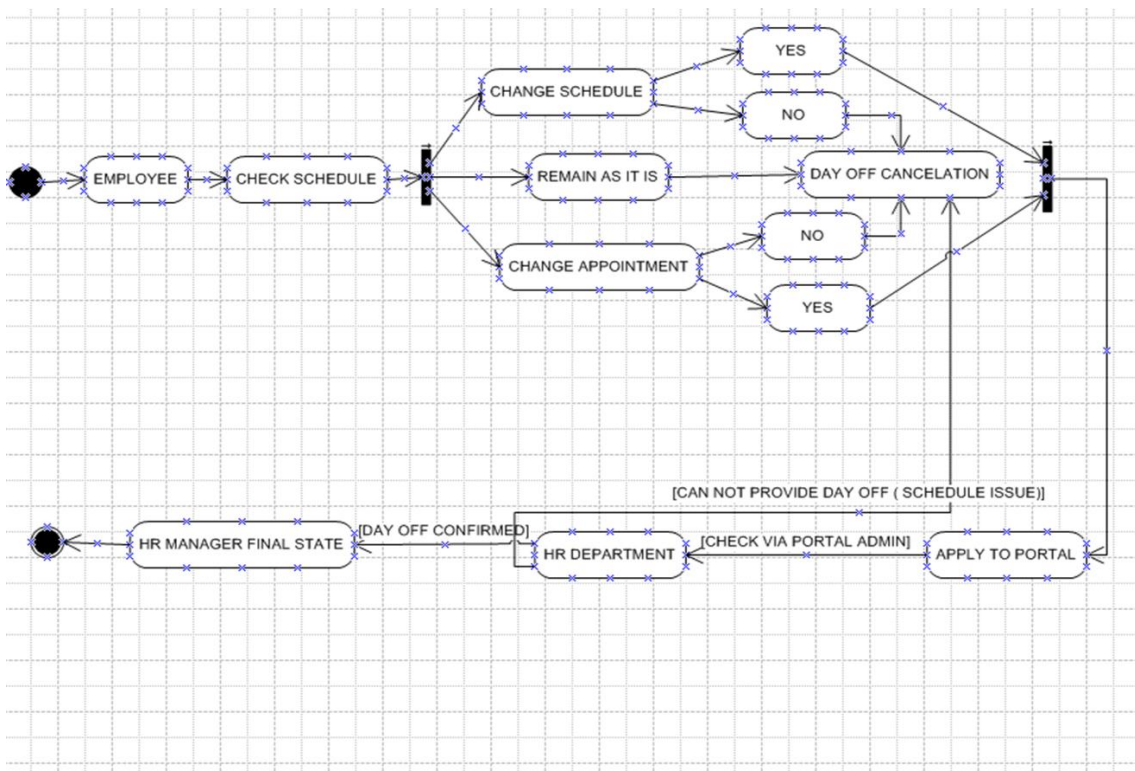 YES
CHANGE SCHEDULE
NO
EMPLOYEE
CHECK SCHEDULE
REMAIN AS IT IS
DAY OFF CANCELATION
NO
CHANGE APPOINTMENT
YES
[CAN NOT PROVIDE DAY OFF ( SCHEDULE ISSUE)]
[DAY OFF CONFIRMED]
HR MANAGER FINAL STATE
HR DEPARTMENT
[CHECK VIA PORTAL ADMIN]
APPLY TO PORTAL